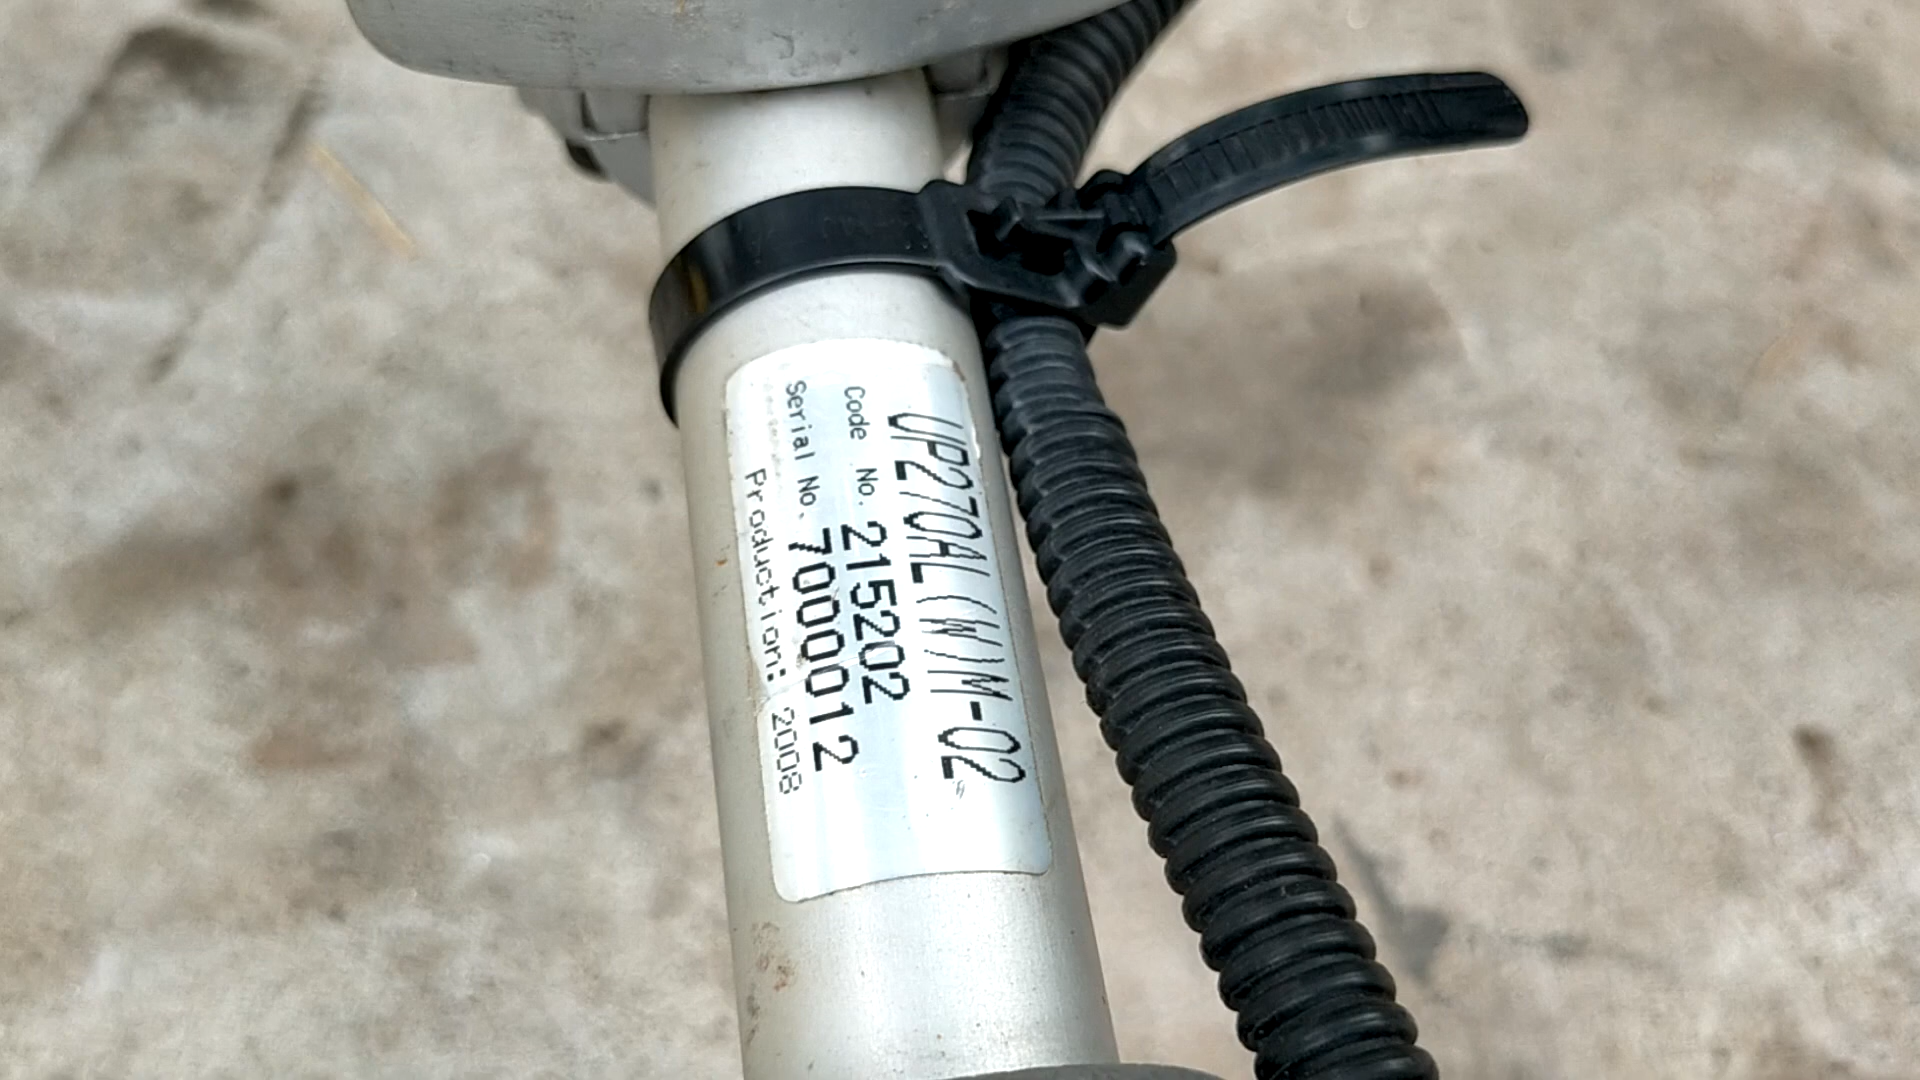 UP270AL(W)M-02
Code No. 215202
Serial No. 7000012
Production: 2008